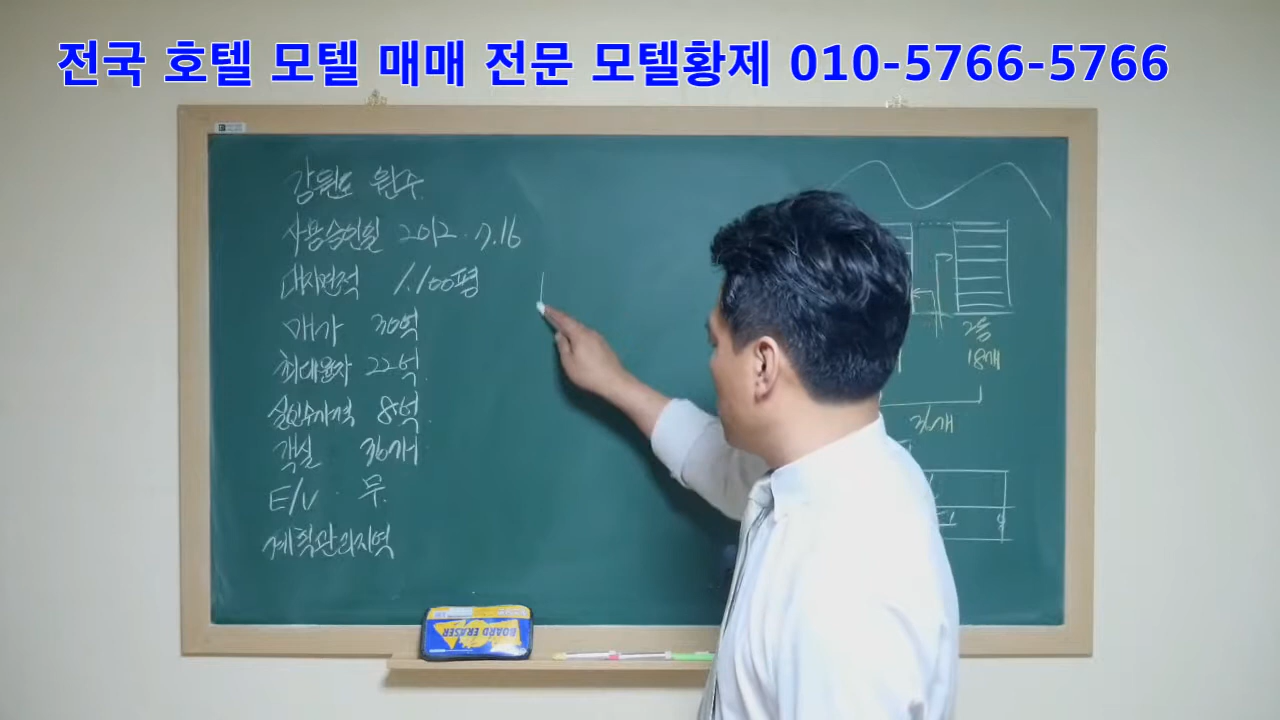 전국 호텔 모텔 매매 전문 모텔황제 010-5766-5766
강원도 원주
사용승인일 2012. 7.16
대지면적 1,100평
매가 30억
최대융자 22억
실인수가격 8억
객실 36개
E/V 무
계획관리지역
2동
18개
36개
BOARD ERASER